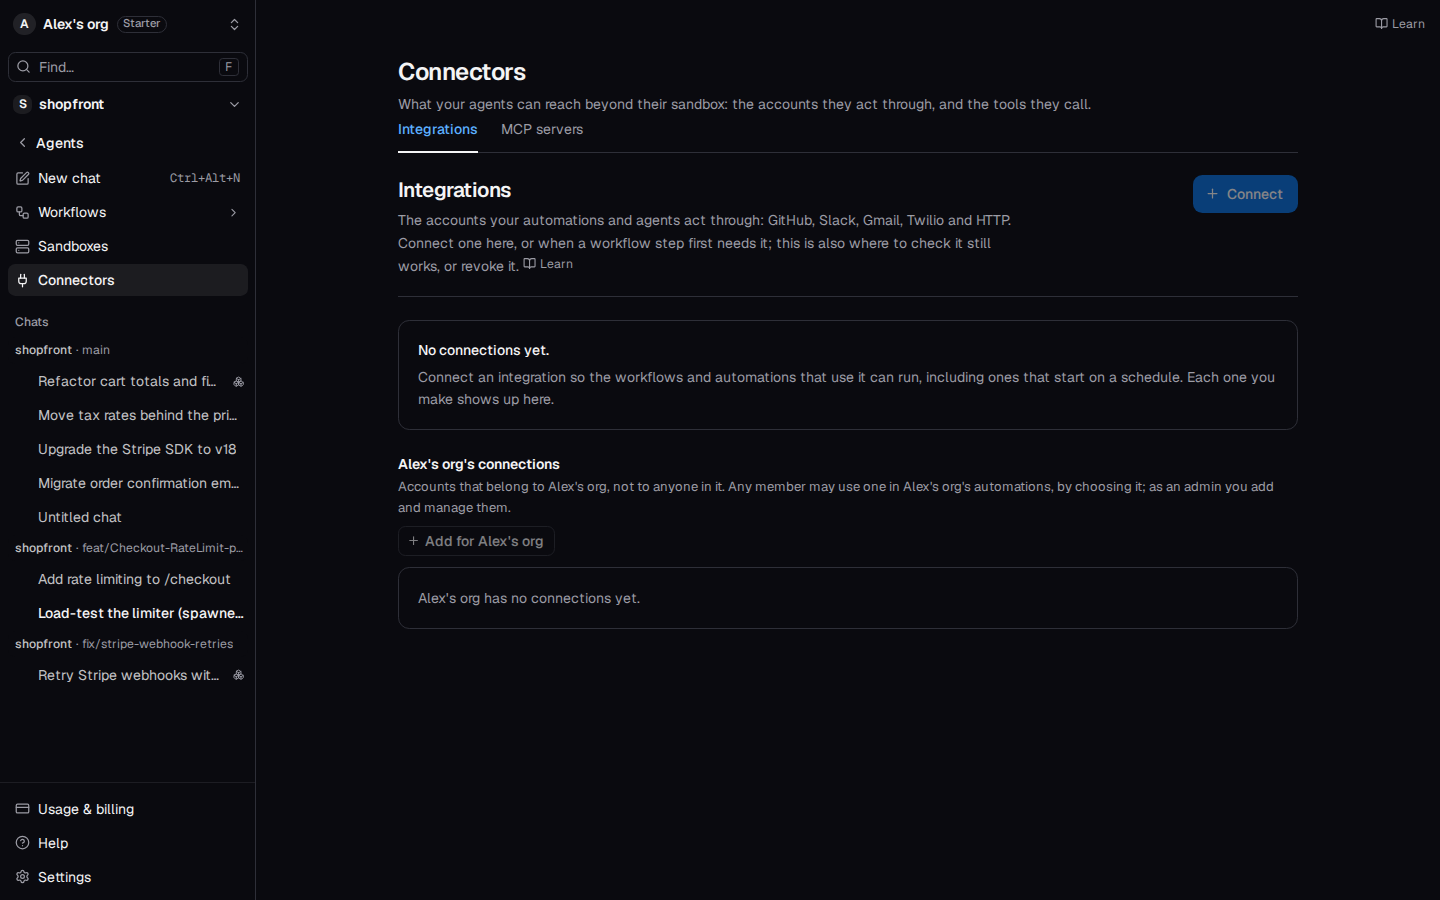 A Alex's org Starter
Find... F
S shopfront
Agents
New chat Ctrl+Alt+N
Workflows
Sandboxes
Connectors
Chats
shopfront · main
Refactor cart totals and fi...
Move tax rates behind the pri...
Upgrade the Stripe SDK to v18
Migrate order confirmation em...
Untitled chat
shopfront · feat/Checkout-RateLimit-p...
Add rate limiting to /checkout
Load-test the limiter (spawne...
shopfront · fix/stripe-webhook-retries
Retry Stripe webhooks wit...
Usage & billing
Help
Settings
Learn
Connectors
What your agents can reach beyond their sandbox: the accounts they act through, and the tools they call.
Integrations MCP servers
Integrations
+ Connect
The accounts your automations and agents act through: GitHub, Slack, Gmail, Twilio and HTTP.
Connect one here, or when a workflow step first needs it; this is also where to check it still
works, or revoke it. Learn
No connections yet.
Connect an integration so the workflows and automations that use it can run, including ones that start on a schedule. Each one you
make shows up here.
Alex's org's connections
Accounts that belong to Alex's org, not to anyone in it. Any member may use one in Alex's org's automations, by choosing it; as an admin you add
and manage them.
+ Add for Alex's org
Alex's org has no connections yet.